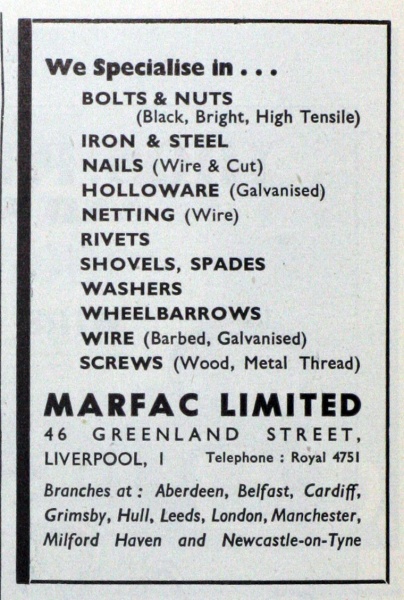 We Specialise in . . .
BOLTS & NUTS
(Black, Bright, High Tensile)
IRON & STEEL
NAILS (Wire & Cut)
HOLLOWARE (Galvanised)
NETTING (Wire)
RIVETS
SHOVELS, SPADES
WASHERS
WHEELBARROWS
WIRE (Barbed, Galvanised)
SCREWS (Wood, Metal Thread)
MARFAC LIMITED
46 GREENLAND STREET,
LIVERPOOL, 1 Telephone : Royal 4751
Branches at : Aberdeen, Belfast, Cardiff,
Grimsby, Hull, Leeds, London, Manchester,
Milford Haven and Newcastle-on-Tyne